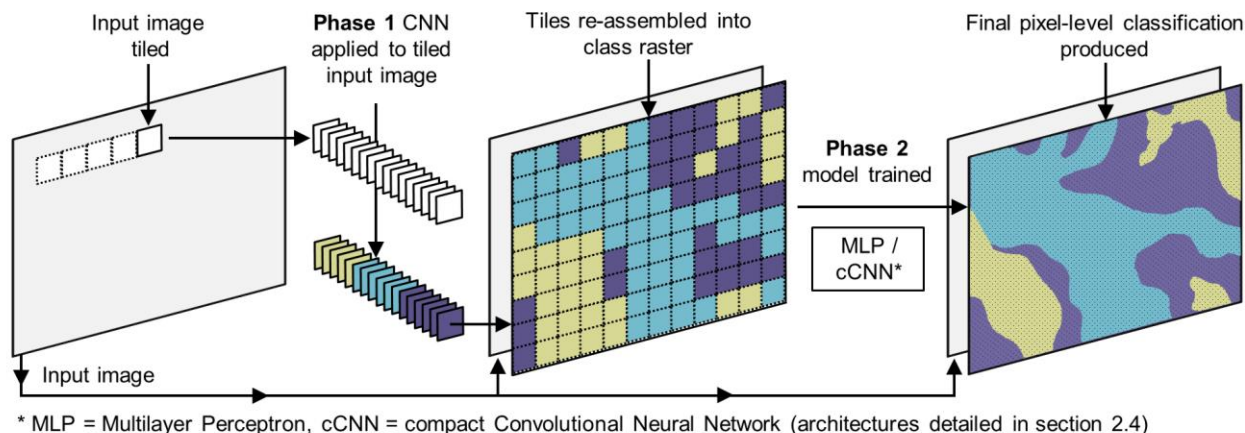 Input image
tiled
Phase 1 CNN
applied to tiled
input image
Tiles re-assembled into
class raster
Final pixel-level classification
produced
Phase 2
model trained
MLP /
cCNN*
Input image
* MLP = Multilayer Perceptron, cCNN = compact Convolutional Neural Network (architectures detailed in section 2.4)